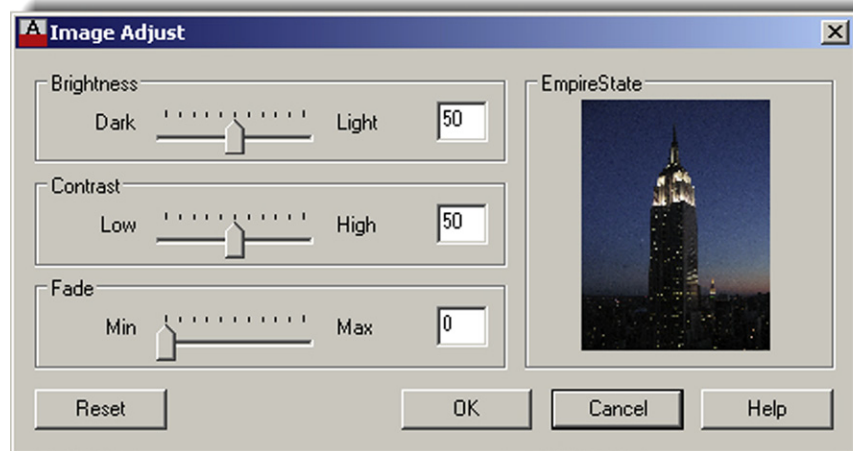 A Image Adjust
Brightness
Dark Light 50
Contrast
Low High 50
Fade
Min Max 0
EmpireState
Reset OK Cancel Help